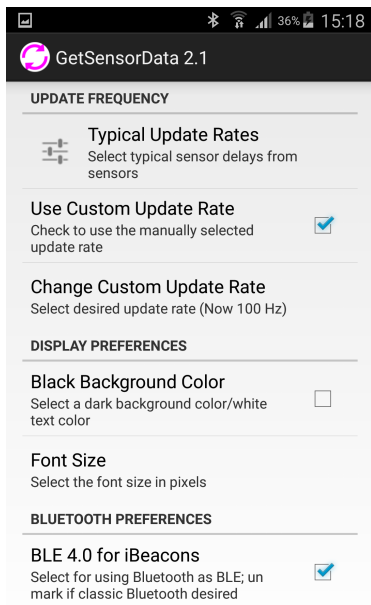 36% 15:18
GetSensorData 2.1
UPDATE FREQUENCY
Typical Update Rates
Select typical sensor delays from
sensors
Use Custom Update Rate
Check to use the manually selected
update rate
Change Custom Update Rate
Select desired update rate (Now 100 Hz)
DISPLAY PREFERENCES
Black Background Color
Select a dark background color/white
text color
Font Size
Select the font size in pixels
BLUETOOTH PREFERENCES
BLE 4.0 for iBeacons
Select for using Bluetooth as BLE; un
mark if classic Bluetooth desired